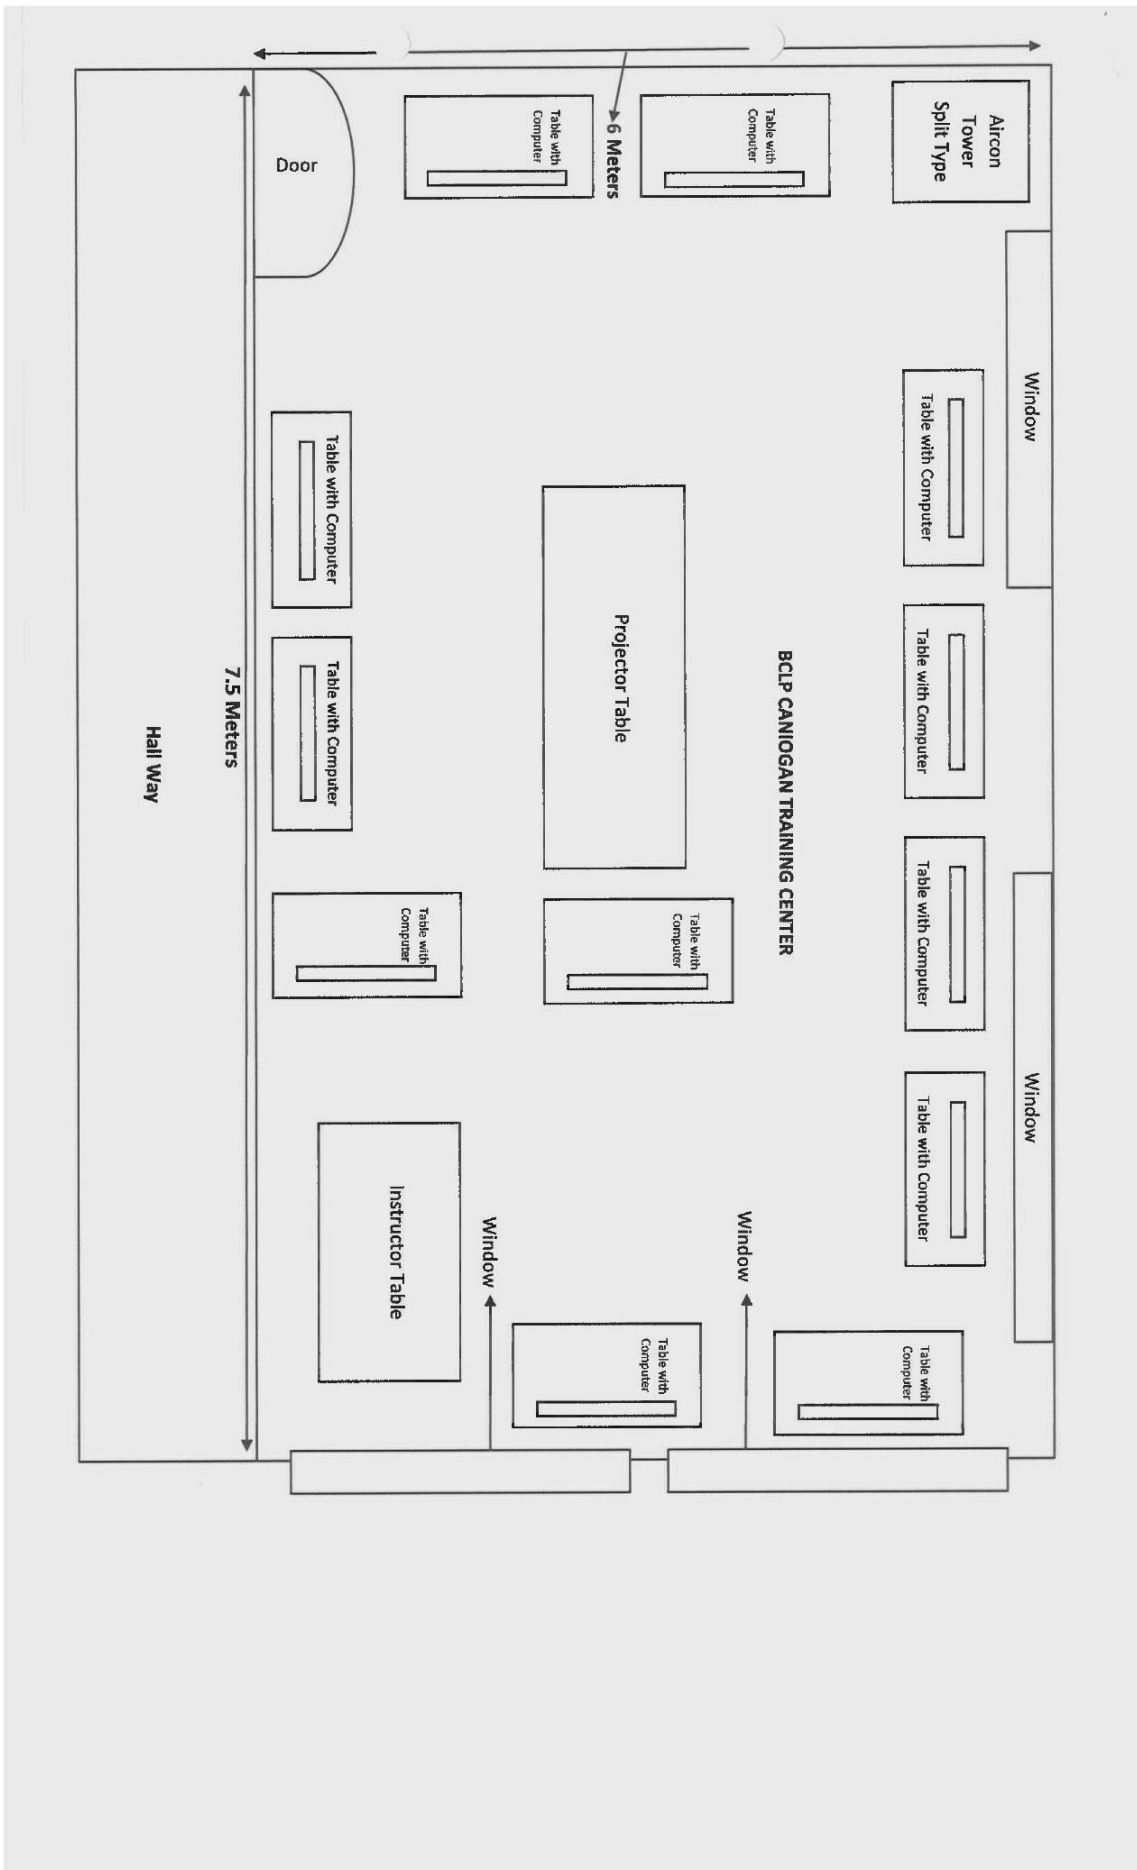 Aircon
Tower
Split Type
Table with
Computer
6 Meters
Table with
Computer
Door
Window
Table with Computer
Table with Computer
Table with Computer
Table with Computer
Window
BCLP CANIOGAN TRAINING CENTER
Projector Table
Table with Computer
Table with Computer
7.5 Meters
Hall Way
Table with
Computer
Table with
Computer
Instructor Table
Window
Window
Table with
Computer
Table with
Computer